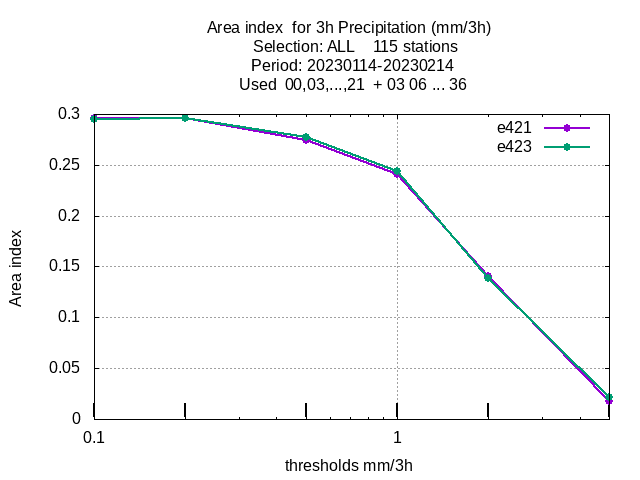 Area index for 3h Precipitation (mm/3h)
Selection: ALL 115 stations
Period: 20230114-20230214
Used 00,03,...,21 + 03 06 ... 36
e421
e423
0.3
0.25
0.2
0.15
0.1
0.05
0
Area index
0.1 1
thresholds mm/3h